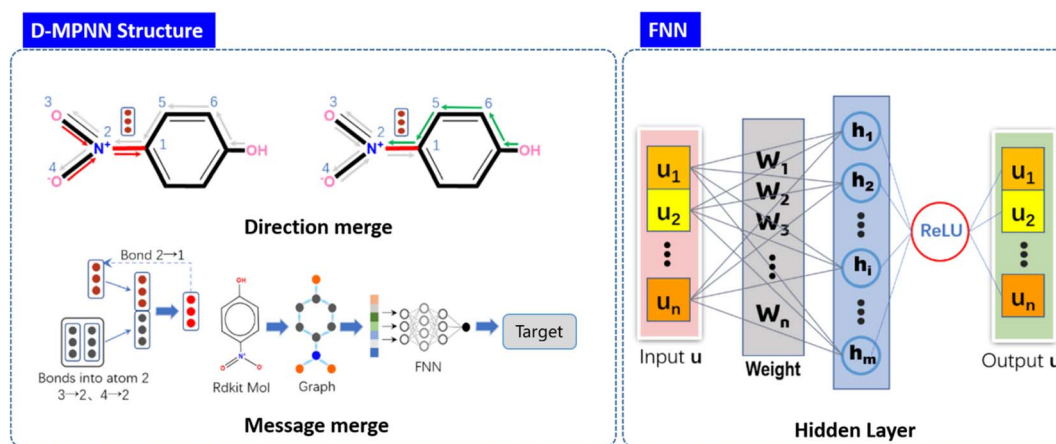 D-MPNN Structure
FNN
3 5 6
O 2
N⁺ 1
4
⁻O OH
3 5 6
O 2
N⁺ 1
4
⁻O OH
Direction merge
Bond 2→1
Bonds into atom 2
3→2、4→2
OH
N⁺
O O⁻
Rdkit Mol
Graph
FNN
Target
Message merge
u₁
u₂
uₙ
Input u
W₁
W₂
W₃
Wₙ
Weight
h₁
h₂
hᵢ
hₘ
ReLU
u₁
u₂
uₙ
Output u
Hidden Layer